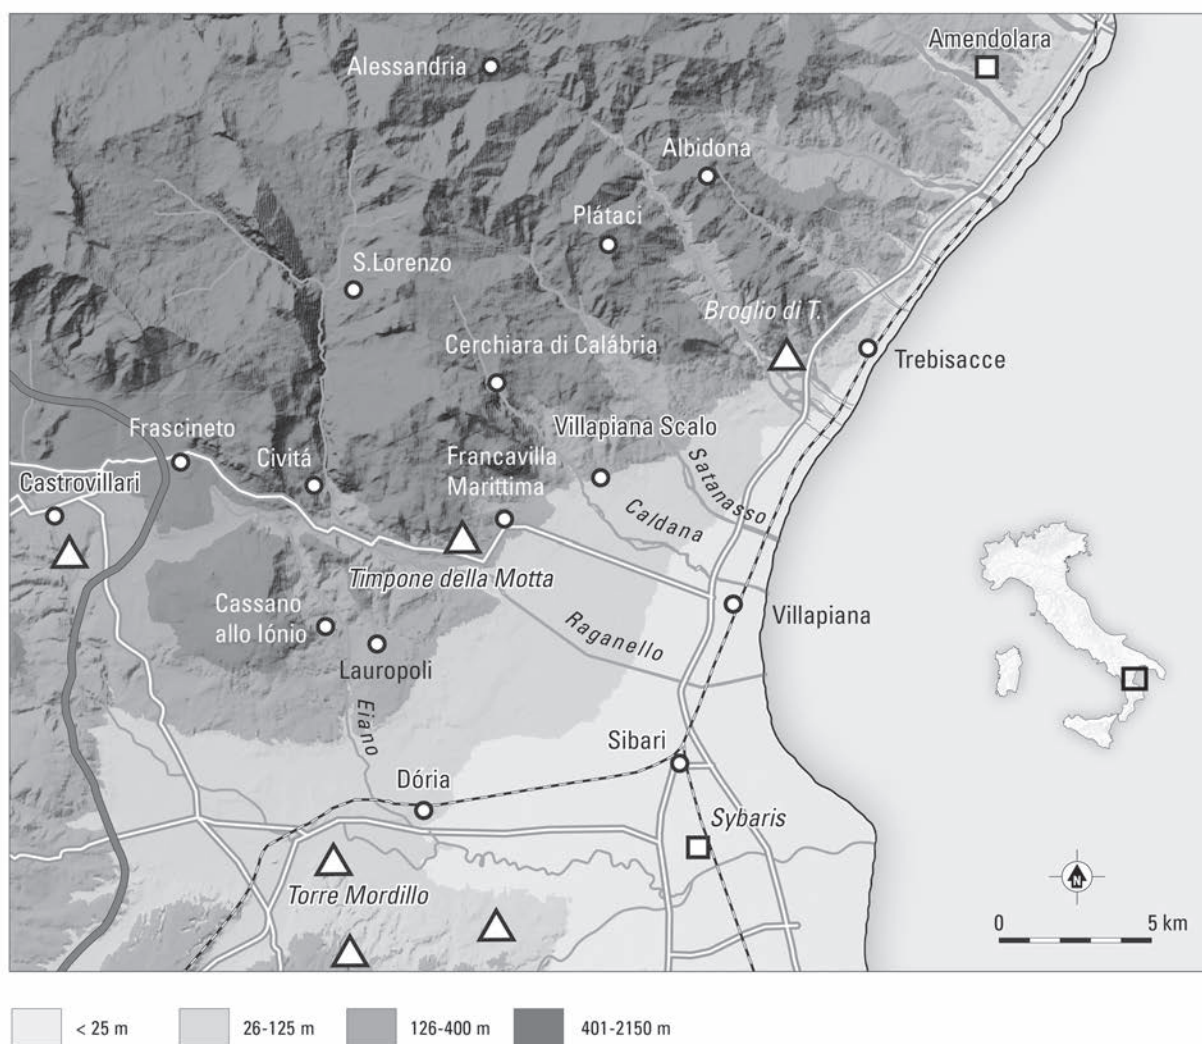 Amendolara
Alessandria
Albidona
Plátaci
S.Lorenzo
Broglio di T.
Cerchiara di Calábria
Trebisacce
Villapiana Scalo
Frascineto
Civitá
Francavilla
Marittima
Castrovillari
Satanasso
Caldana
Timpone della Motta
Cassano
allo Iónio
Raganello
Villapiana
Lauropoli
Eiano
Sibari
Dória
Sybaris
Torre Mordillo
N
0 5 km
< 25 m 26-125 m 126-400 m 401-2150 m